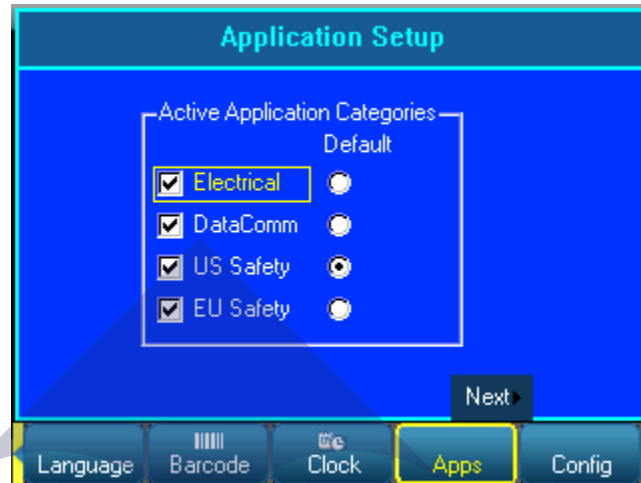 Application Setup
Active Application Categories
Default
Electrical
DataComm
US Safety
EU Safety
Next
Language Barcode Clock Apps Config